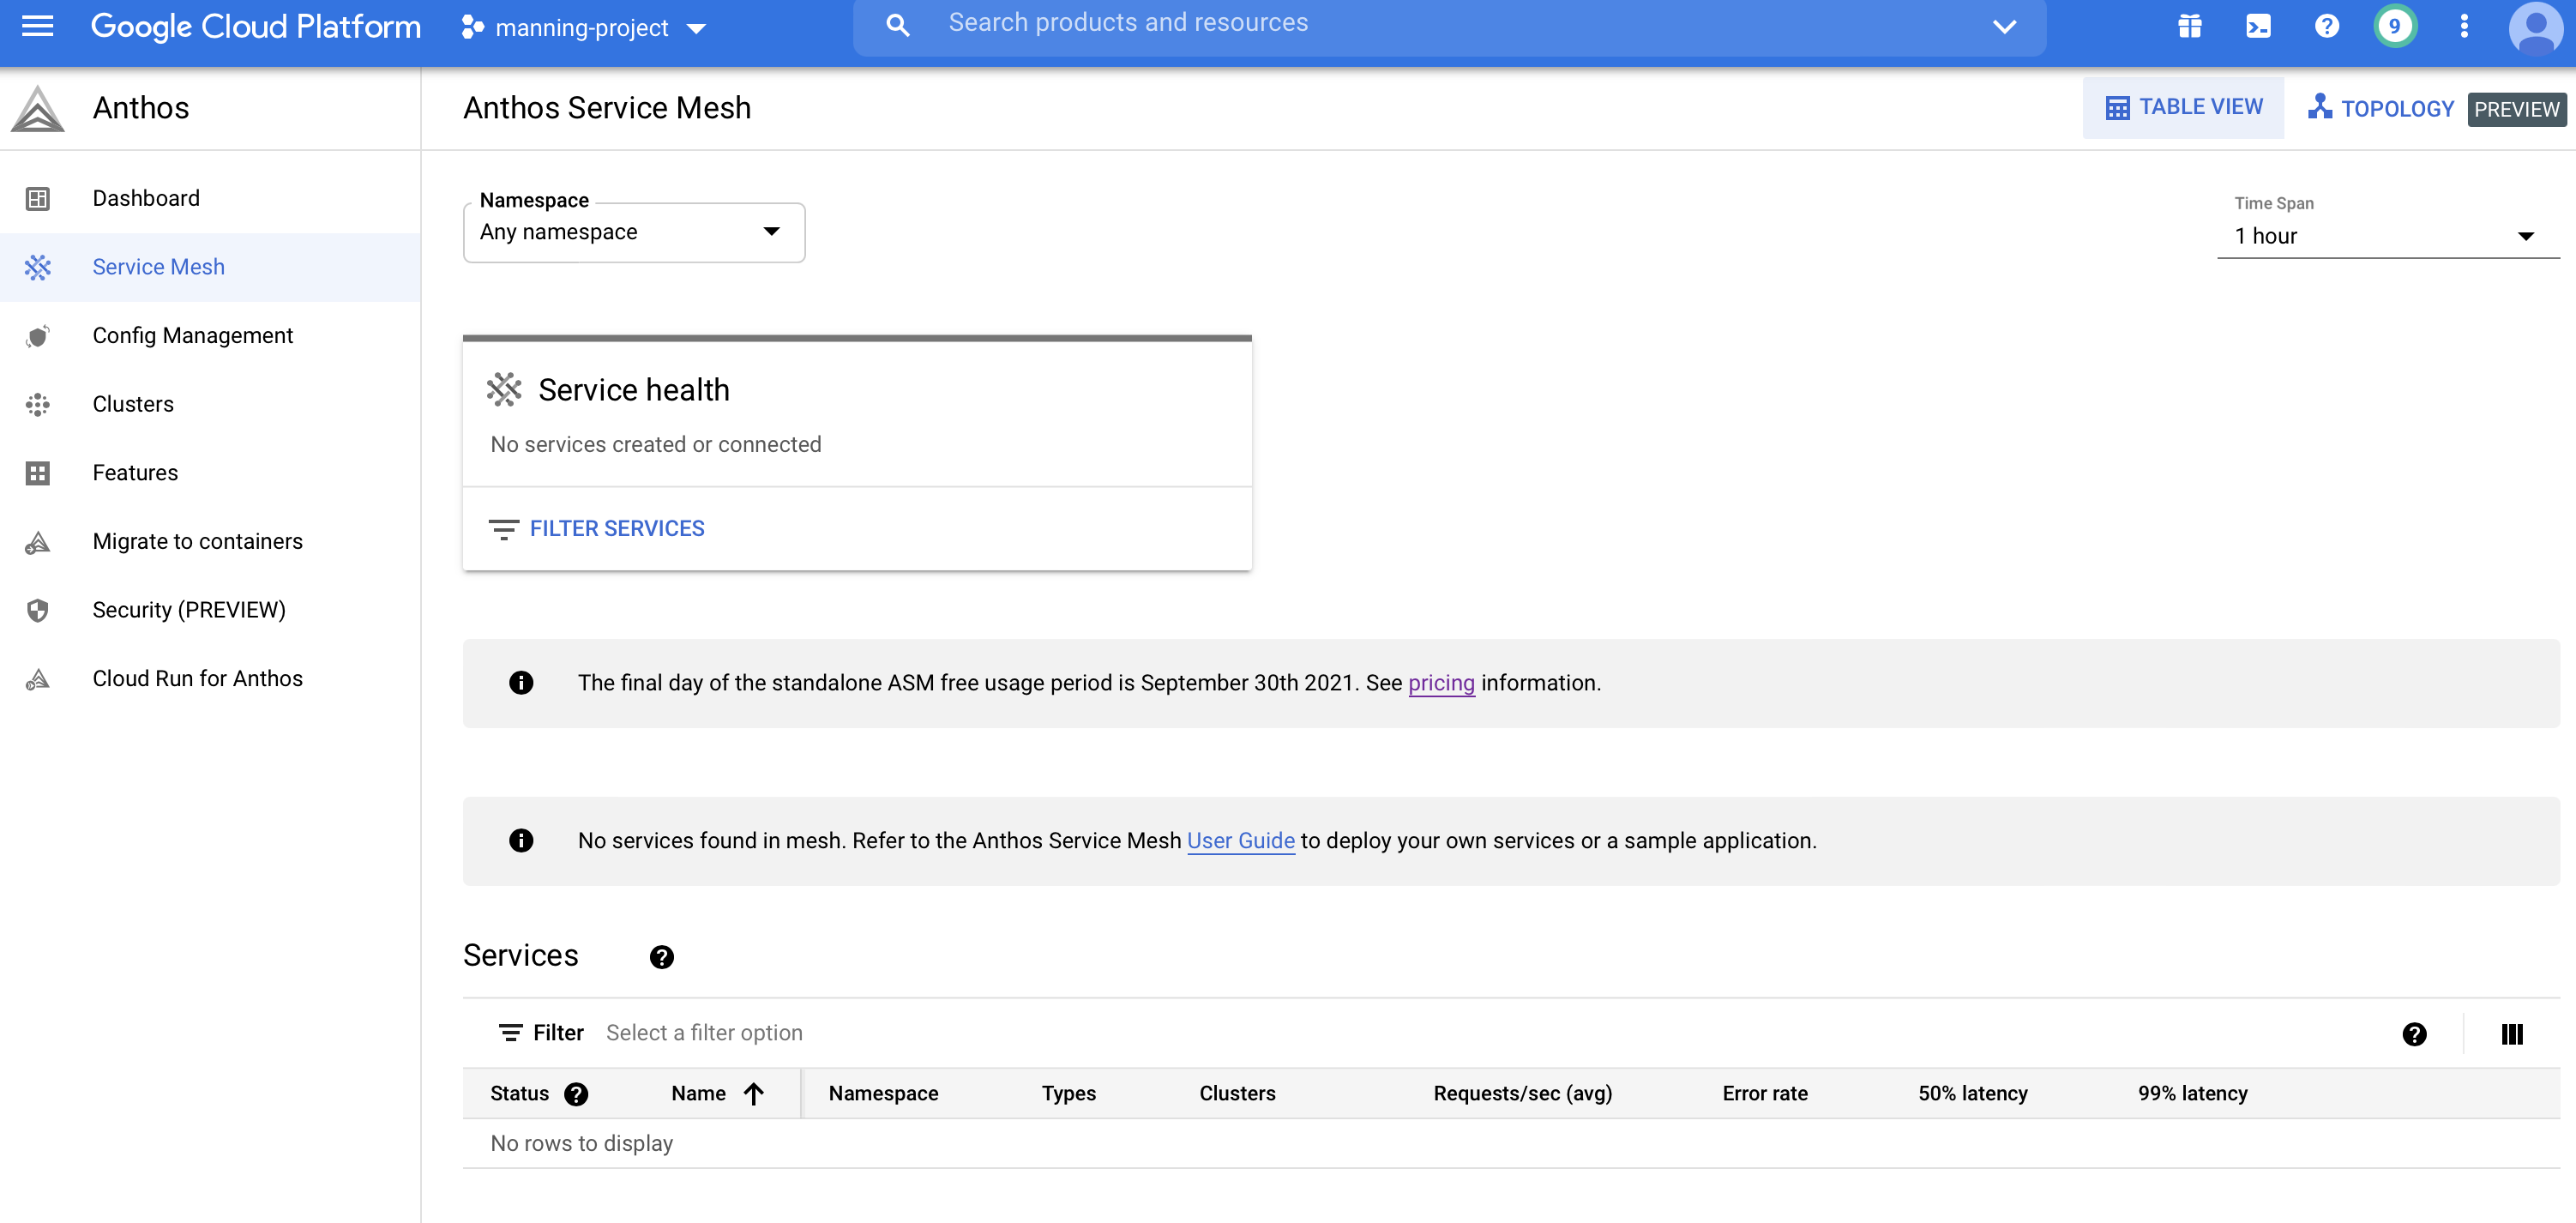 Google Cloud Platform
manning-project
Search products and resources
9
Anthos
Anthos Service Mesh
TABLE VIEW
TOPOLOGY
PREVIEW
Dashboard
Service Mesh
Config Management
Clusters
Features
Migrate to containers
Security (PREVIEW)
Cloud Run for Anthos
Namespace
Any namespace
Time Span
1 hour
Service health
No services created or connected
FILTER SERVICES
The final day of the standalone ASM free usage period is September 30th 2021. See pricing information.
No services found in mesh. Refer to the Anthos Service Mesh User Guide to deploy your own services or a sample application.
Services
Filter Select a filter option
Status Name Namespace Types Clusters Requests/sec (avg) Error rate 50% latency 99% latency
No rows to display